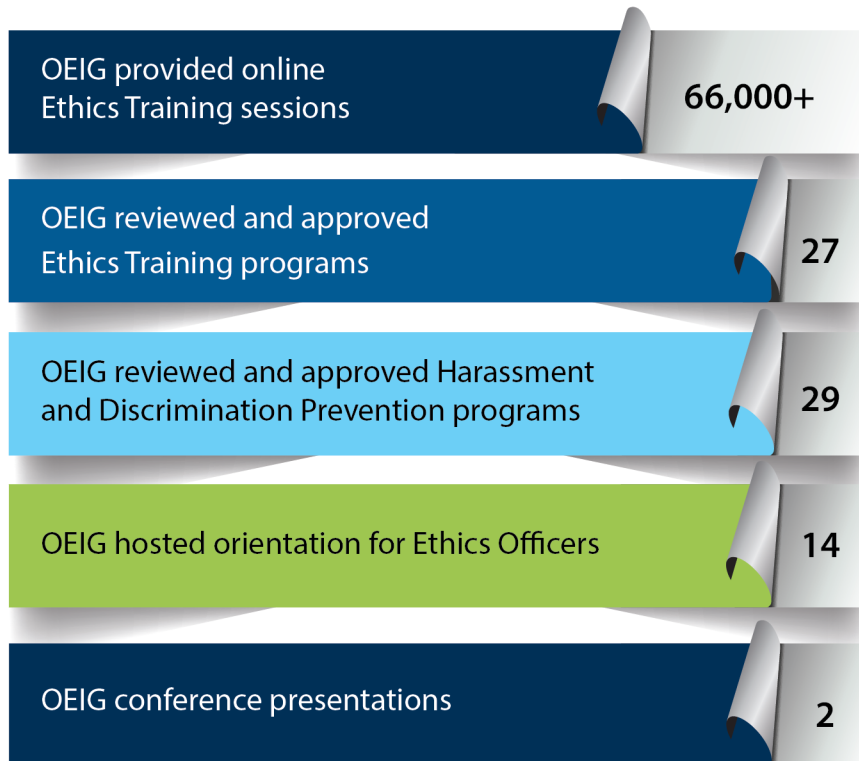 OEIG provided online
Ethics Training sessions
66,000+
OEIG reviewed and approved
Ethics Training programs
27
OEIG reviewed and approved Harassment
and Discrimination Prevention programs
29
OEIG hosted orientation for Ethics Officers
14
OEIG conference presentations
2